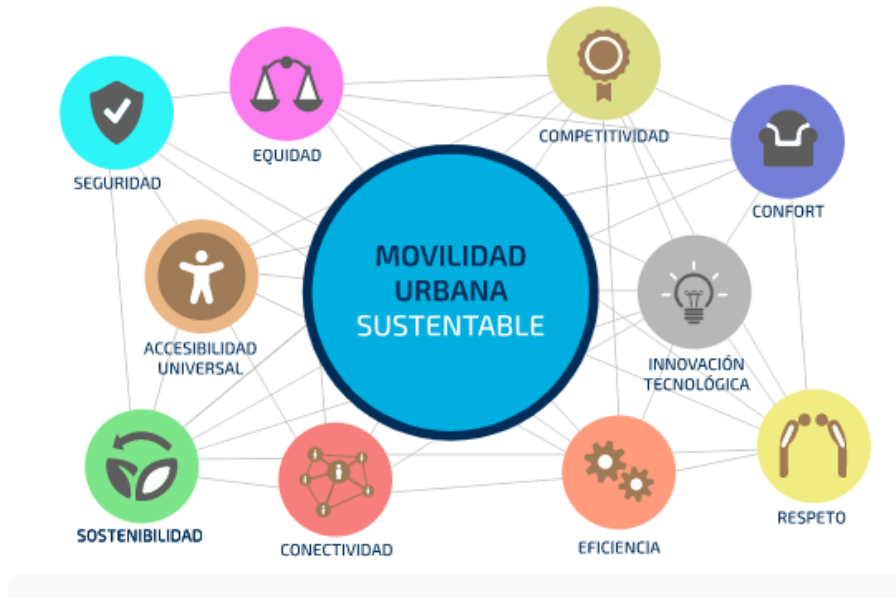 SEGURIDAD
EQUIDAD
COMPETITIVIDAD
CONFORT
MOVILIDAD
URBANA
SUSTENTABLE
ACCESIBILIDAD
UNIVERSAL
INNOVACIÓN
TECNOLÓGICA
SOSTENIBILIDAD
CONECTIVIDAD
EFICIENCIA
RESPETO